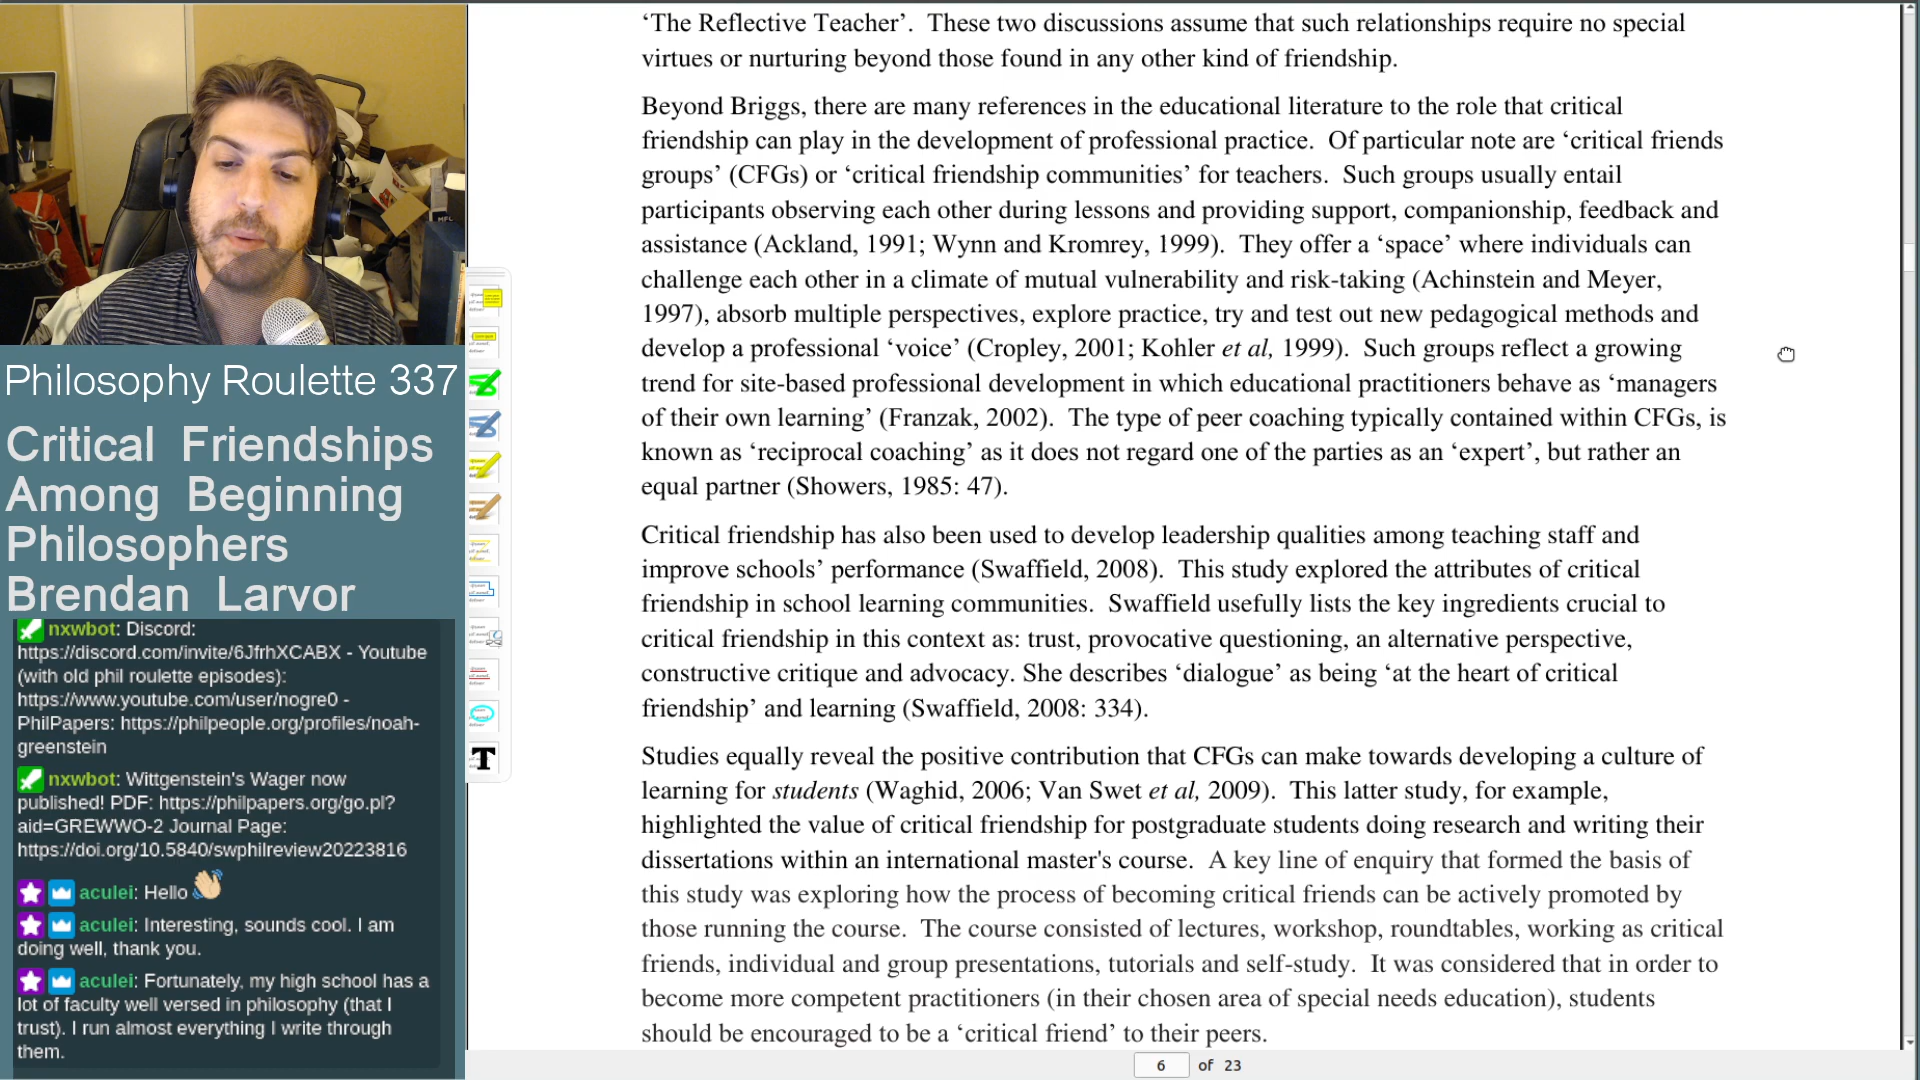 ‘The Reflective Teacher’.  These two discussions assume that such relationships require no special
virtues or nurturing beyond those found in any other kind of friendship.
Beyond Briggs, there are many references in the educational literature to the role that critical
friendship can play in the development of professional practice.  Of particular note are ‘critical friends
groups’ (CFGs) or ‘critical friendship communities’ for teachers.  Such groups usually entail
participants observing each other during lessons and providing support, companionship, feedback and
assistance (Ackland, 1991; Wynn and Kromrey, 1999).  They offer a ‘space’ where individuals can
challenge each other in a climate of mutual vulnerability and risk-taking (Achinstein and Meyer,
1997), absorb multiple perspectives, explore practice, try and test out new pedagogical methods and
develop a professional ‘voice’ (Cropley, 2001; Kohler et al, 1999).  Such groups reflect a growing
trend for site-based professional development in which educational practitioners behave as ‘managers
of their own learning’ (Franzak, 2002).  The type of peer coaching typically contained within CFGs, is
known as ‘reciprocal coaching’ as it does not regard one of the parties as an ‘expert’, but rather an
equal partner (Showers, 1985: 47).
Critical friendship has also been used to develop leadership qualities among teaching staff and
improve schools’ performance (Swaffield, 2008).  This study explored the attributes of critical
friendship in school learning communities.  Swaffield usefully lists the key ingredients crucial to
critical friendship in this context as: trust, provocative questioning, an alternative perspective,
constructive critique and advocacy. She describes ‘dialogue’ as being ‘at the heart of critical
friendship’ and learning (Swaffield, 2008: 334).
Studies equally reveal the positive contribution that CFGs can make towards developing a culture of
learning for students (Waghid, 2006; Van Swet et al, 2009).  This latter study, for example,
highlighted the value of critical friendship for postgraduate students doing research and writing their
dissertations within an international master's course.  A key line of enquiry that formed the basis of
this study was exploring how the process of becoming critical friends can be actively promoted by
those running the course.  The course consisted of lectures, workshop, roundtables, working as critical
friends, individual and group presentations, tutorials and self-study.  It was considered that in order to
become more competent practitioners (in their chosen area of special needs education), students
should be encouraged to be a ‘critical friend’ to their peers.
6 of 23
T
Philosophy Roulette 337
Critical Friendships
Among Beginning
Philosophers
Brendan Larvor
nxwbot: Discord:
https://discord.com/invite/6JfrhXCABX - Youtube
(with old phil roulette episodes):
https://www.youtube.com/user/nogre0 -
PhilPapers: https://philpeople.org/profiles/noah-
greenstein
nxwbot: Wittgenstein's Wager now
published! PDF: https://philpapers.org/go.pl?
aid=GREWWO-2 Journal Page:
https://doi.org/10.5840/swphilreview20223816
aculei: Hello 👋
aculei: Interesting, sounds cool. I am
doing well, thank you.
aculei: Fortunately, my high school has a
lot of faculty well versed in philosophy (that I
trust). I run almost everything I write through
them.